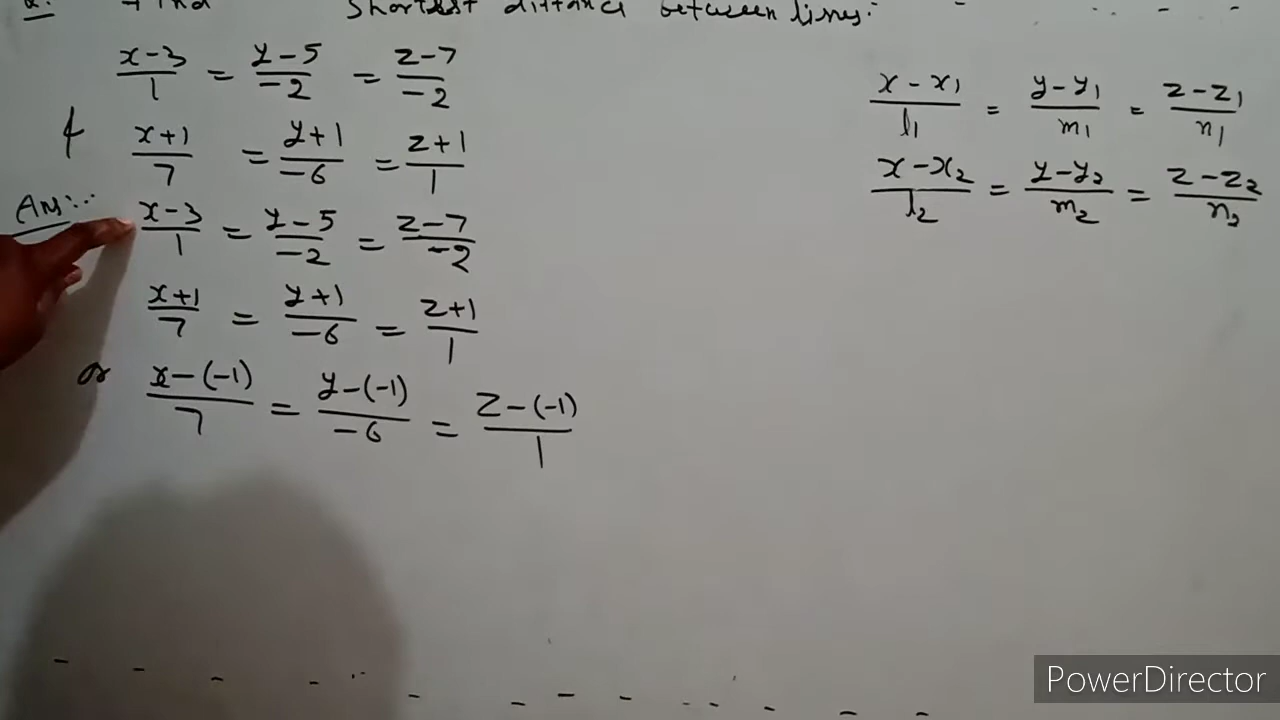 Q. Find shortest distance between lines:
x-3/1 = y-5/-2 = z-7/-2
& x+1/7 = y+1/-6 = z+1/1
Ans:-
x-3/1 = y-5/-2 = z-7/-2
x+1/7 = y+1/-6 = z+1/1
or x-(-1)/7 = y-(-1)/-6 = z-(-1)/1
x-x₁/l₁ = y-y₁/m₁ = z-z₁/n₁
x-x₂/l₂ = y-y₂/m₂ = z-z₂/n₂
PowerDirector